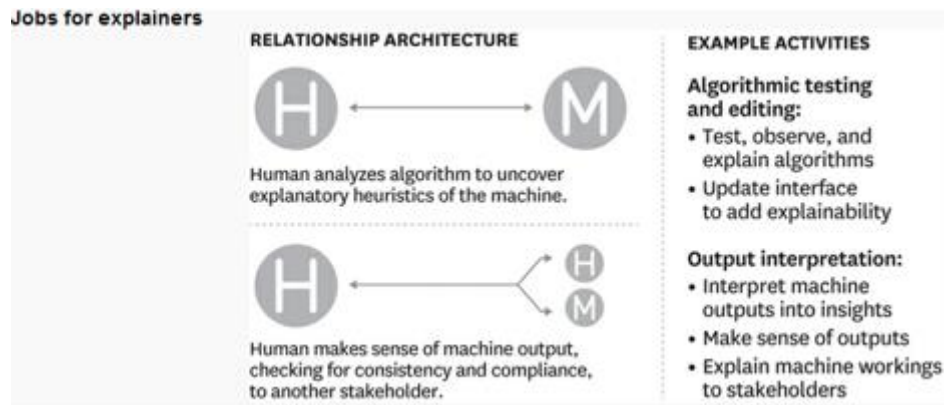 Jobs for explainers
RELATIONSHIP ARCHITECTURE
H
M
Human analyzes algorithm to uncover
explanatory heuristics of the machine.
H
H
M
Human makes sense of machine output,
checking for consistency and compliance,
to another stakeholder.
EXAMPLE ACTIVITIES
Algorithmic testing
and editing:
• Test, observe, and
explain algorithms
• Update interface
to add explainability
Output interpretation:
• Interpret machine
outputs into insights
• Make sense of outputs
• Explain machine workings
to stakeholders